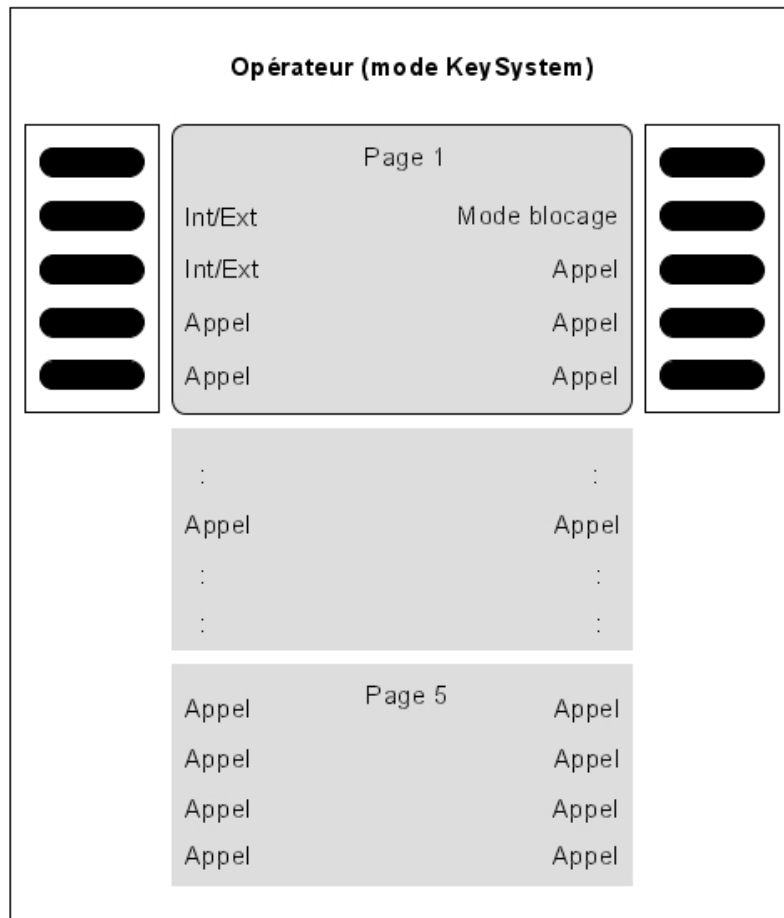 Opérateur (mode KeySystem)
Page 1
Int/Ext Mode blocage
Int/Ext Appel
Appel Appel
Appel Appel
: :
Appel Appel
: :
: :
Page 5
Appel Appel
Appel Appel
Appel Appel
Appel Appel